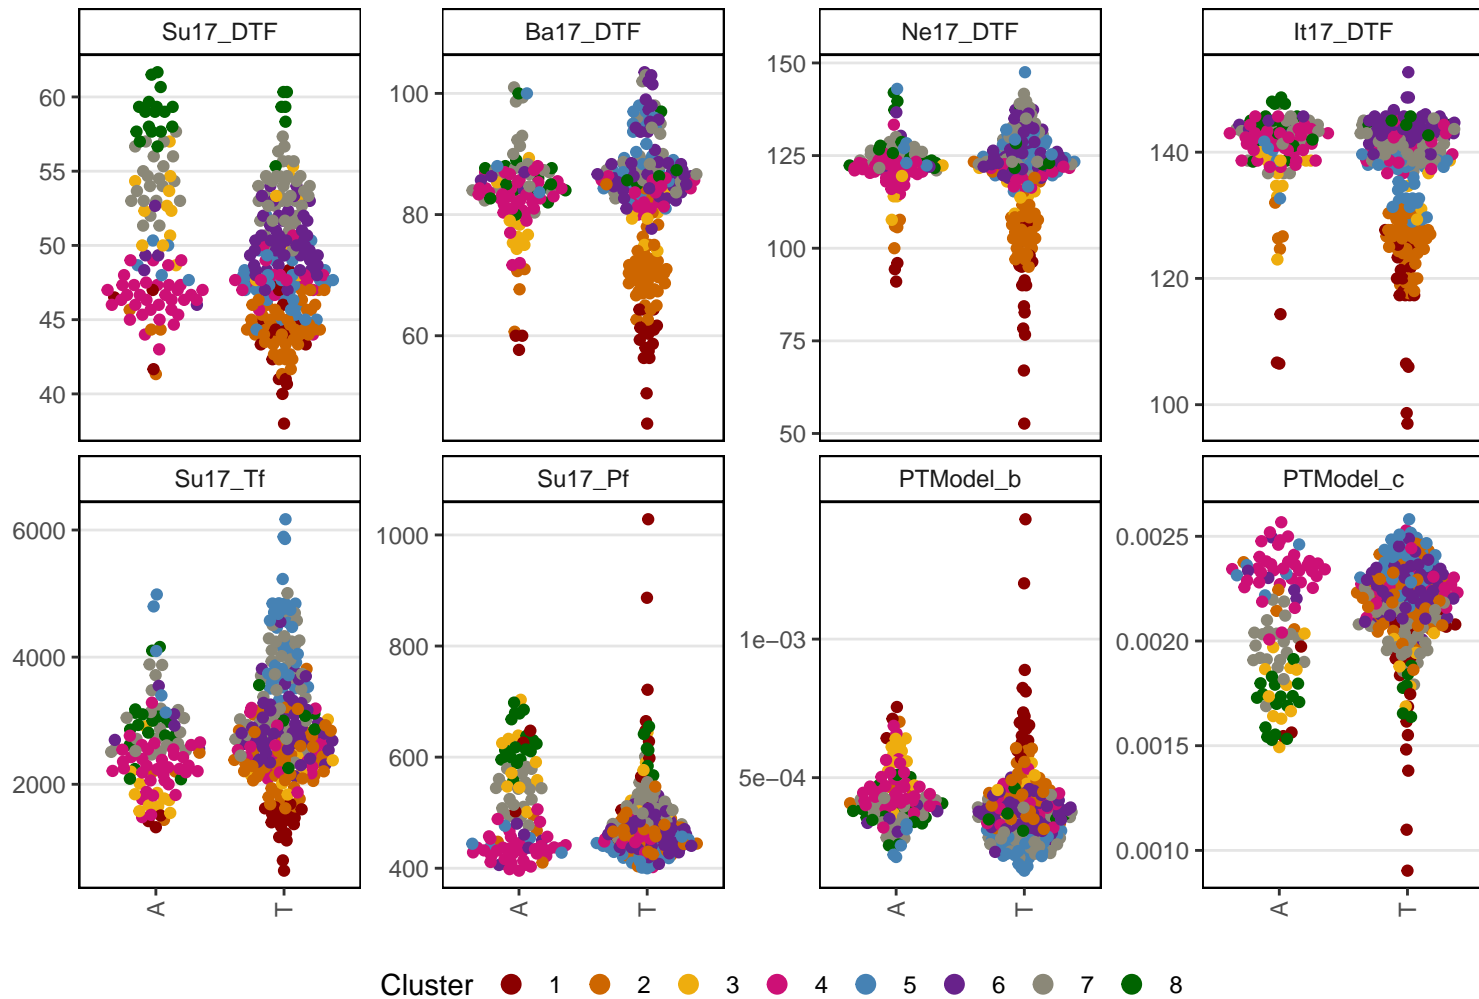 Su17_DTF Ba17_DTF Ne17_DTF It17_DTF
60 55 50 45 40
100 80 60
150 125 100 75 50
140 120 100
Su17_Tf Su17_Pf PTModel_b PTModel_c
6000 4000 2000
1000 800 600 400
1e−03 5e−04
0.0025 0.0020 0.0015 0.0010
A T A T A T A T
Cluster 1 2 3 4 5 6 7 8